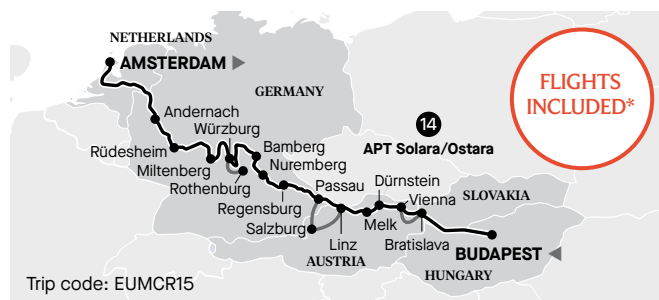 NETHERLANDS
AMSTERDAM
FLIGHTS
INCLUDED*
GERMANY
Andernach
14
Würzburg
Bamberg
APT Solara/Ostara
Rüdesheim
Nuremberg
Miltenberg
Rothenburg
Passau
Dürnstein
SLOVAKIA
Regensburg
Vienna
Salzburg
Melk
Linz
Bratislava
BUDAPEST
AUSTRIA
HUNGARY
Trip code: EUMCR15